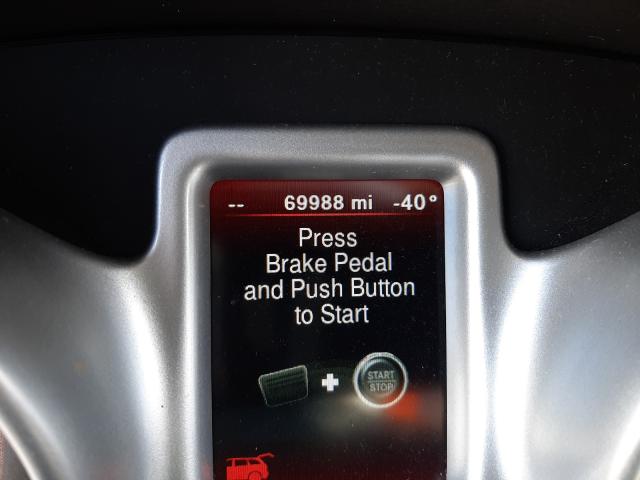 -- 69988 mi -40°
Press
Brake Pedal
and Push Button
to Start
START
STOP